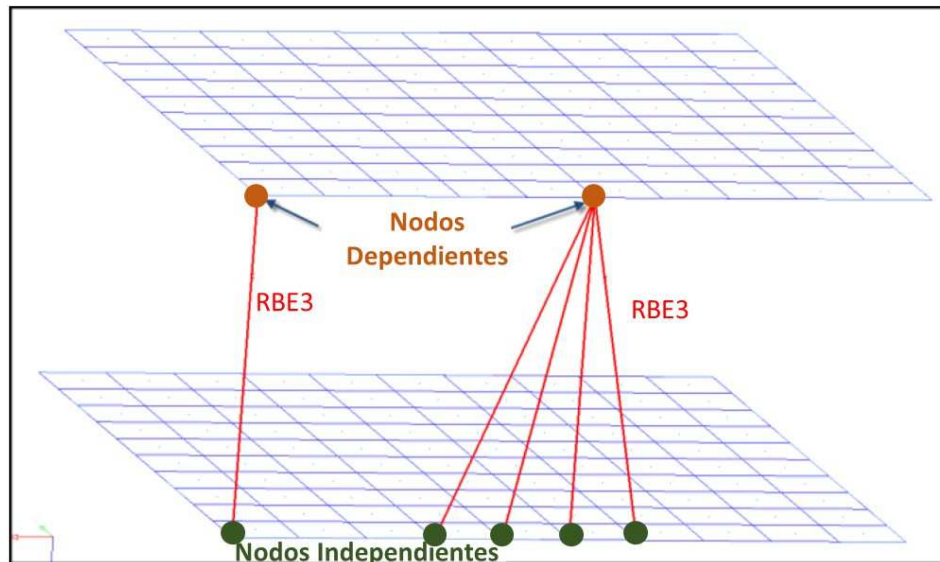 Nodos
Dependientes
RBE3
RBE3
Nodos Independientes